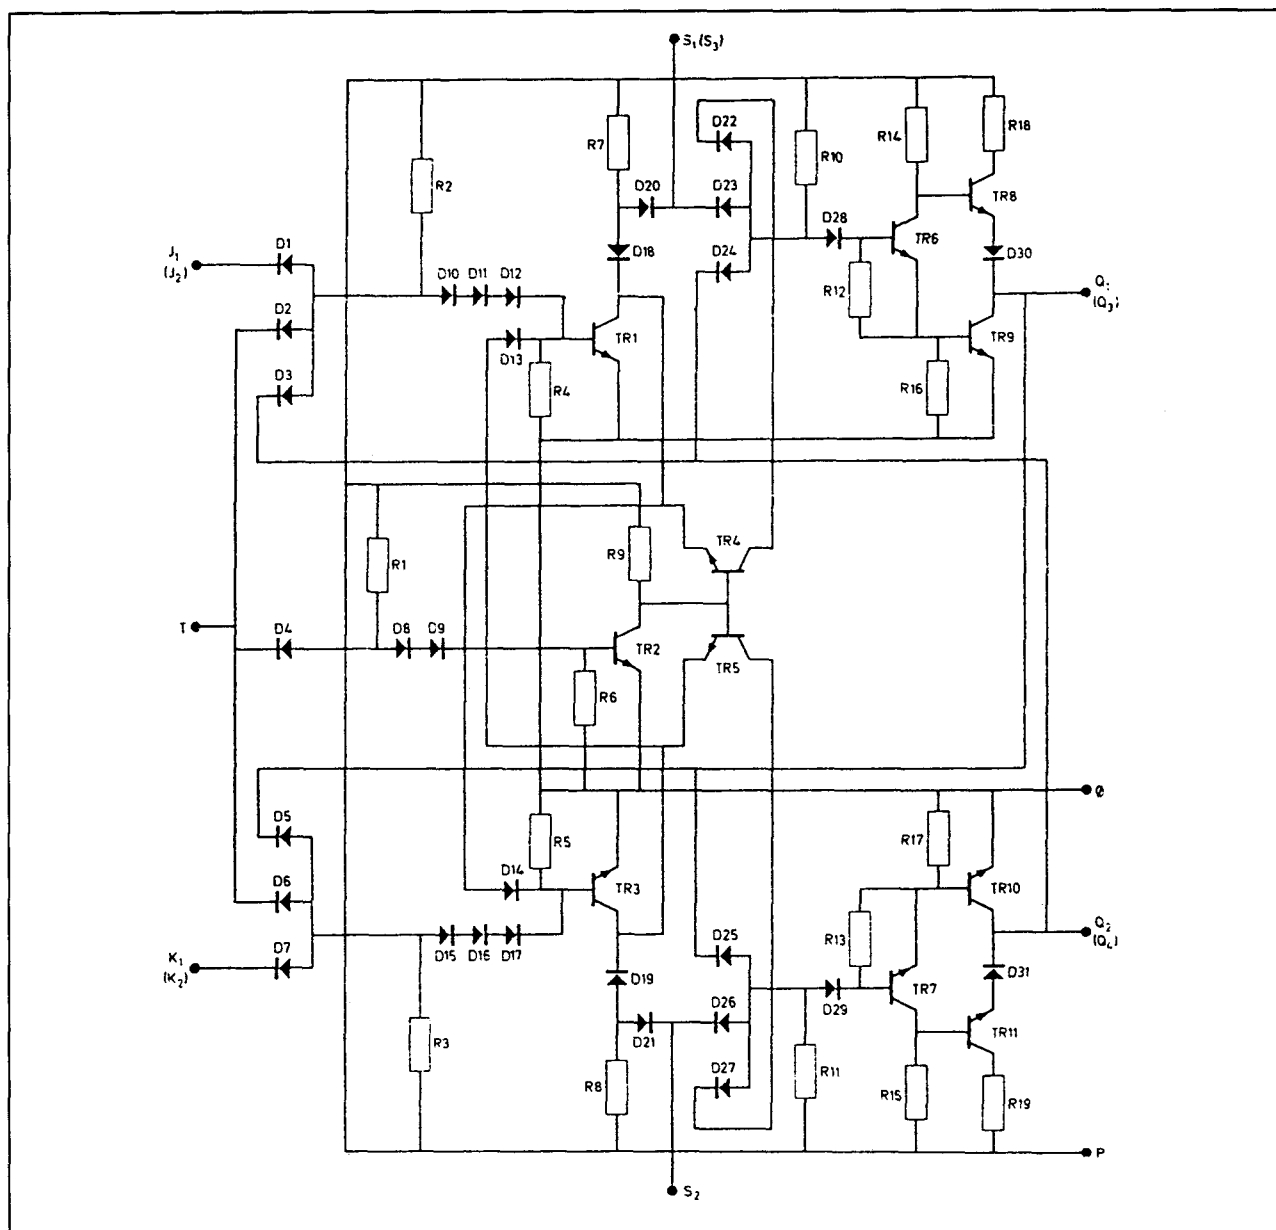 S₁(S₃)
D22
R7
R10
R14
R18
R2
D20
D23
TR8
D28
TR6
J₁
(J₂)
D1
D18
D24
D30
D10 D11 D12
R12
Q₁
(Q₃)
D2
D13
TR1
TR9
D3
R4
R16
R1
R9
TR4
T
D4
D8 D9
TR2
TR5
R6
0
D5
R5
R17
D14
TR3
TR10
D6
Q₂
(Q₄)
D7
D15 D16 D17
D25
R13
K₁
(K₂)
D19
D31
D26
TR7
D29
D21
TR11
R3
D27
R8
R11
R15
R19
P
S₂